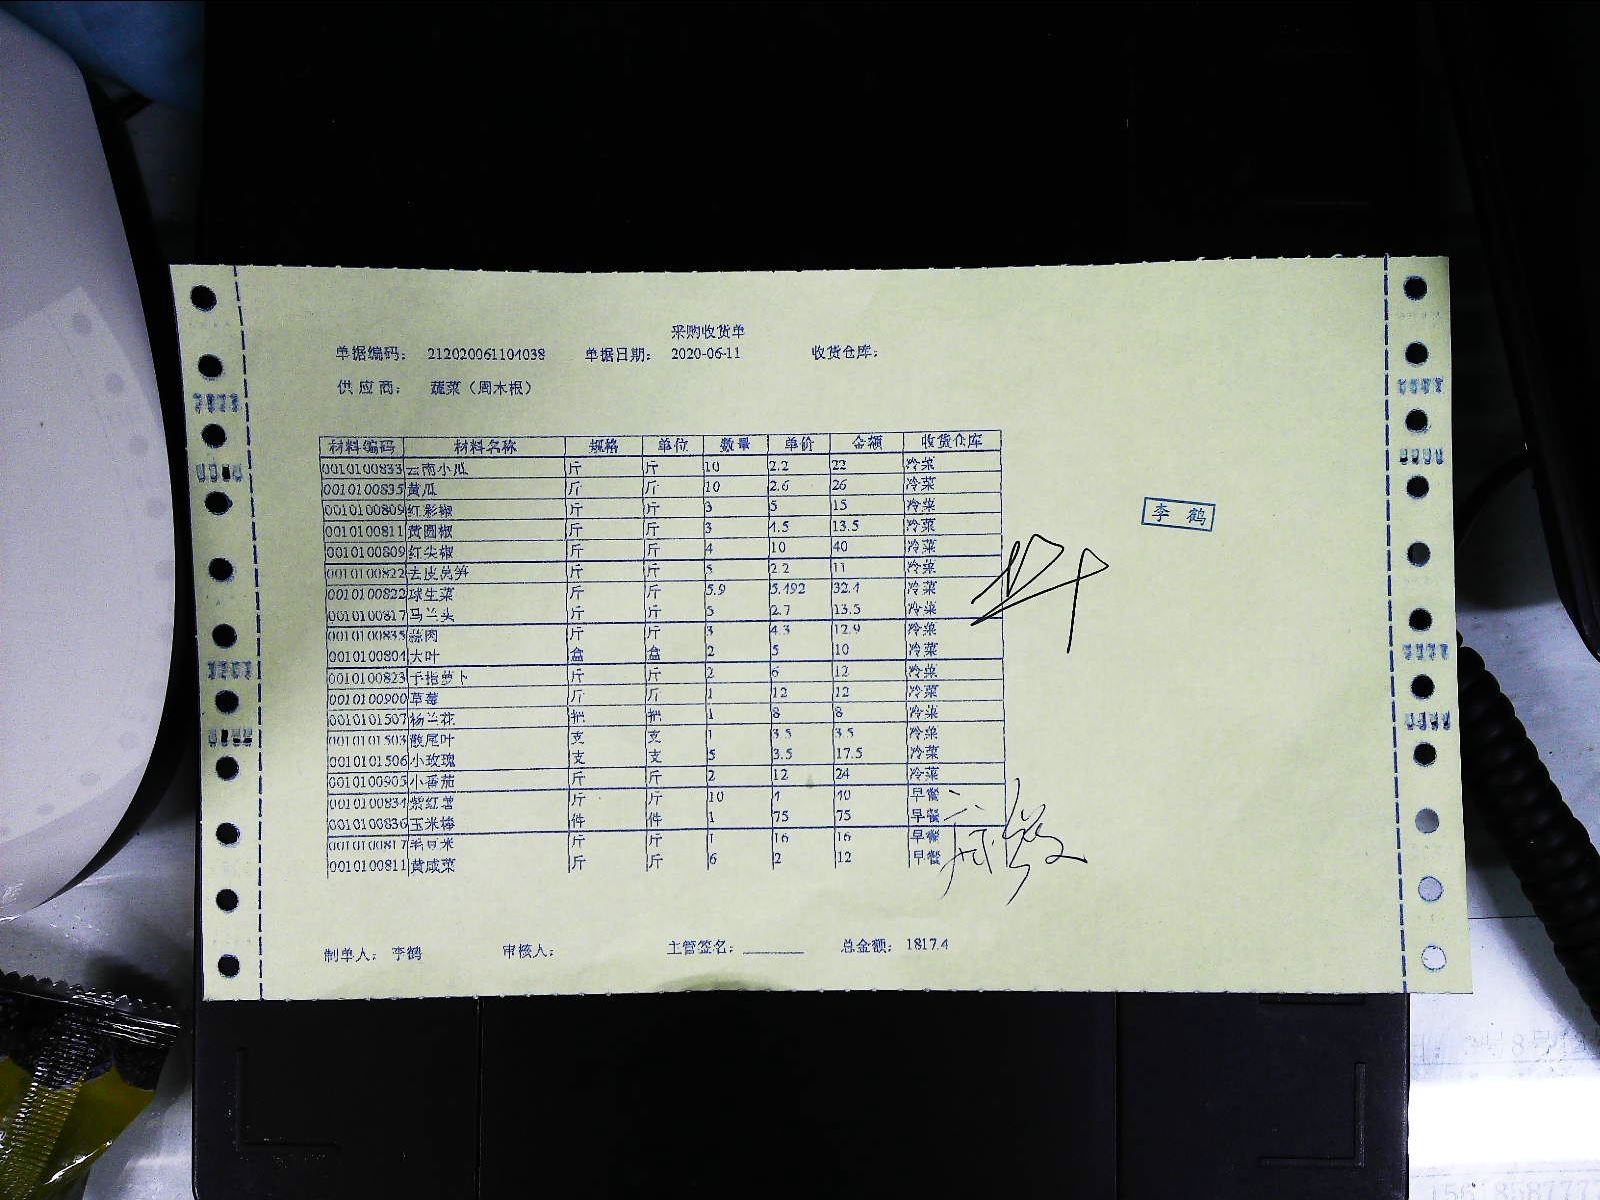 采购收货单
单据编码： 212020061104038 单据日期： 2020-06-11 收货仓库：
供应商： 蔬菜（周木根）
材料编码 材料名称 规格 单位 数量 单价 金额 收货仓库
0010100833 云南小瓜 斤 斤 10 2.2 22 冷菜
0010100835 黄瓜 斤 斤 10 2.6 26 冷菜
0010100809 红彩椒 斤 斤 3 5 15 冷菜
0010100811 黄圆椒 斤 斤 3 4.5 13.5 冷菜
0010100809 红尖椒 斤 斤 4 10 40 冷菜
0010100822 去皮莴笋 斤 斤 5 2.2 11 冷菜
0010100822 球生菜 斤 斤 5.9 5.492 32.4 冷菜
0010100817 马兰头 斤 斤 5 2.7 13.5 冷菜
0010100835 蒜肉 斤 斤 3 4.3 12.9 冷菜
0010100804 大叶 盒 盒 2 5 10 冷菜
0010100823 手指萝卜 斤 斤 2 6 12 冷菜
0010100900 草莓 斤 斤 1 12 12 冷菜
0010101507 杨兰花 把 把 1 8 8 冷菜
0010101503 散尾叶 支 支 1 3.5 3.5 冷菜
0010101506 小玫瑰 支 支 5 3.5 17.5 冷菜
0010100905 小番茄 斤 斤 2 12 24 冷菜
0010100834 紫红薯 斤 斤 10 4 40 早餐
0010100836 玉米棒 件 件 1 75 75 早餐
0010100817 毛豆米 斤 斤 1 16 16 早餐
0010100811 黄咸菜 斤 斤 6 2 12 早餐
李 鹤
制单人： 李鹤 审核人： 主管签名： 总金额： 1817.4